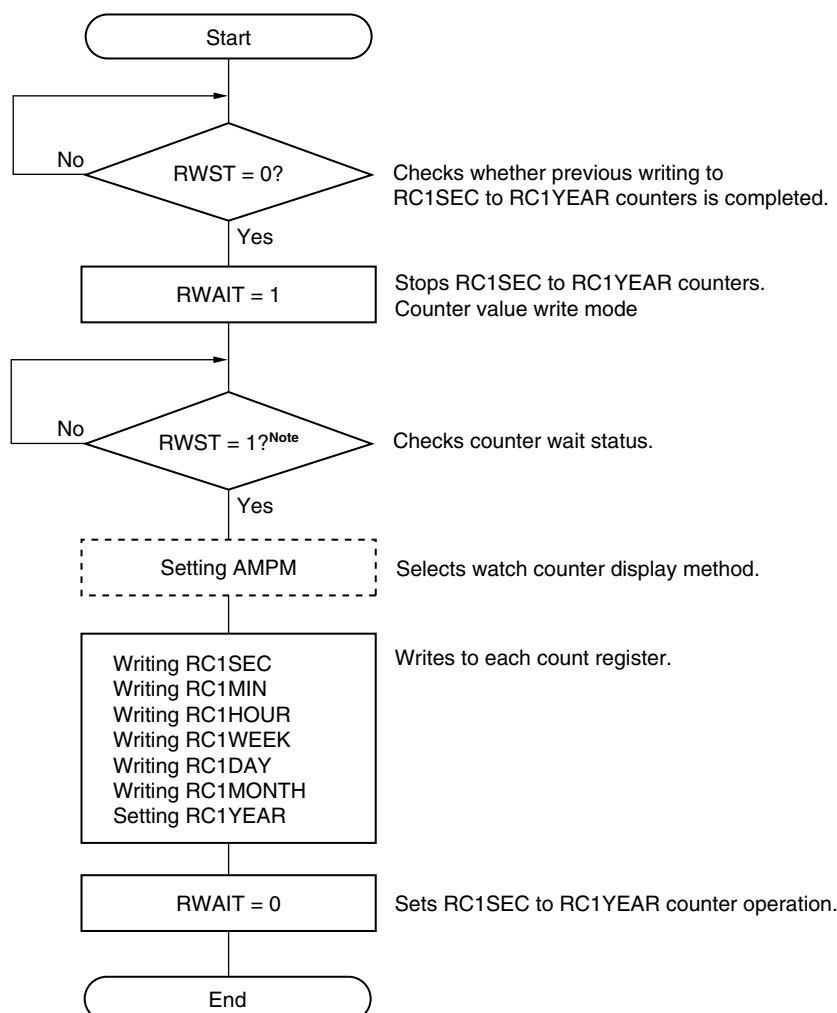 Start
No
RWST = 0?
Checks whether previous writing to
RC1SEC to RC1YEAR counters is completed.
Yes
RWAIT = 1
Stops RC1SEC to RC1YEAR counters.
Counter value write mode
No
RWST = 1?Note
Checks counter wait status.
Yes
Setting AMPM
Selects watch counter display method.
Writing RC1SEC
Writing RC1MIN
Writing RC1HOUR
Writing RC1WEEK
Writing RC1DAY
Writing RC1MONTH
Setting RC1YEAR
Writes to each count register.
RWAIT = 0
Sets RC1SEC to RC1YEAR counter operation.
End